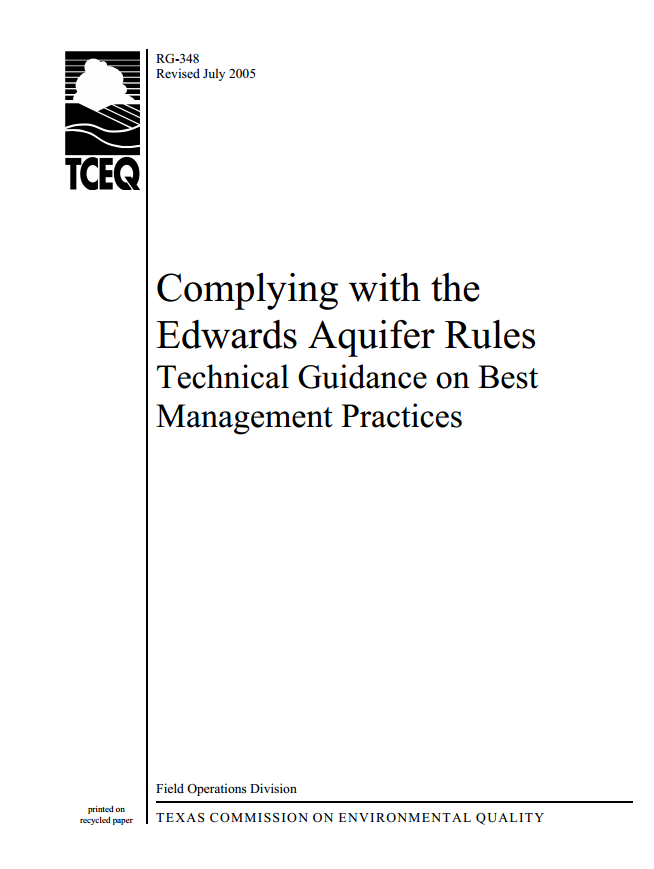 RG-348
Revised July 2005
TCEQ
Complying with the
Edwards Aquifer Rules
Technical Guidance on Best
Management Practices
Field Operations Division
printed on
recycled paper
TEXAS COMMISSION ON ENVIRONMENTAL QUALITY